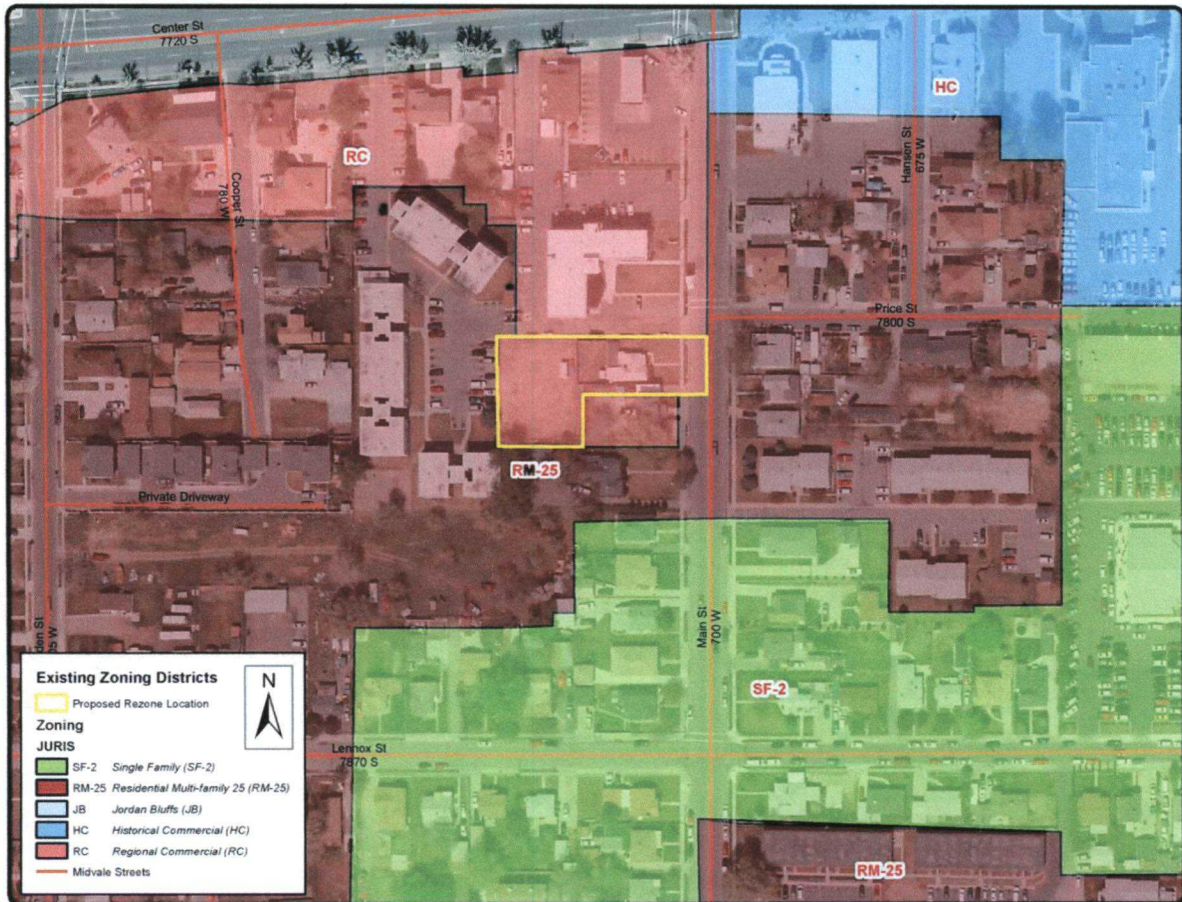 Center St
7720 S
HC
RC
Cooper St
780 W
Hansen St
675 W
Price St
7800 S
RM-25
Private Driveway
Main St
700 W
SF-2
Lennox St
7870 S
RM-25
Existing Zoning Districts
Proposed Rezone Location
Zoning
JURIS
SF-2 Single Family (SF-2)
RM-25 Residential Multi-family 25 (RM-25)
JB Jordan Bluffs (JB)
HC Historical Commercial (HC)
RC Regional Commercial (RC)
Midvale Streets
N